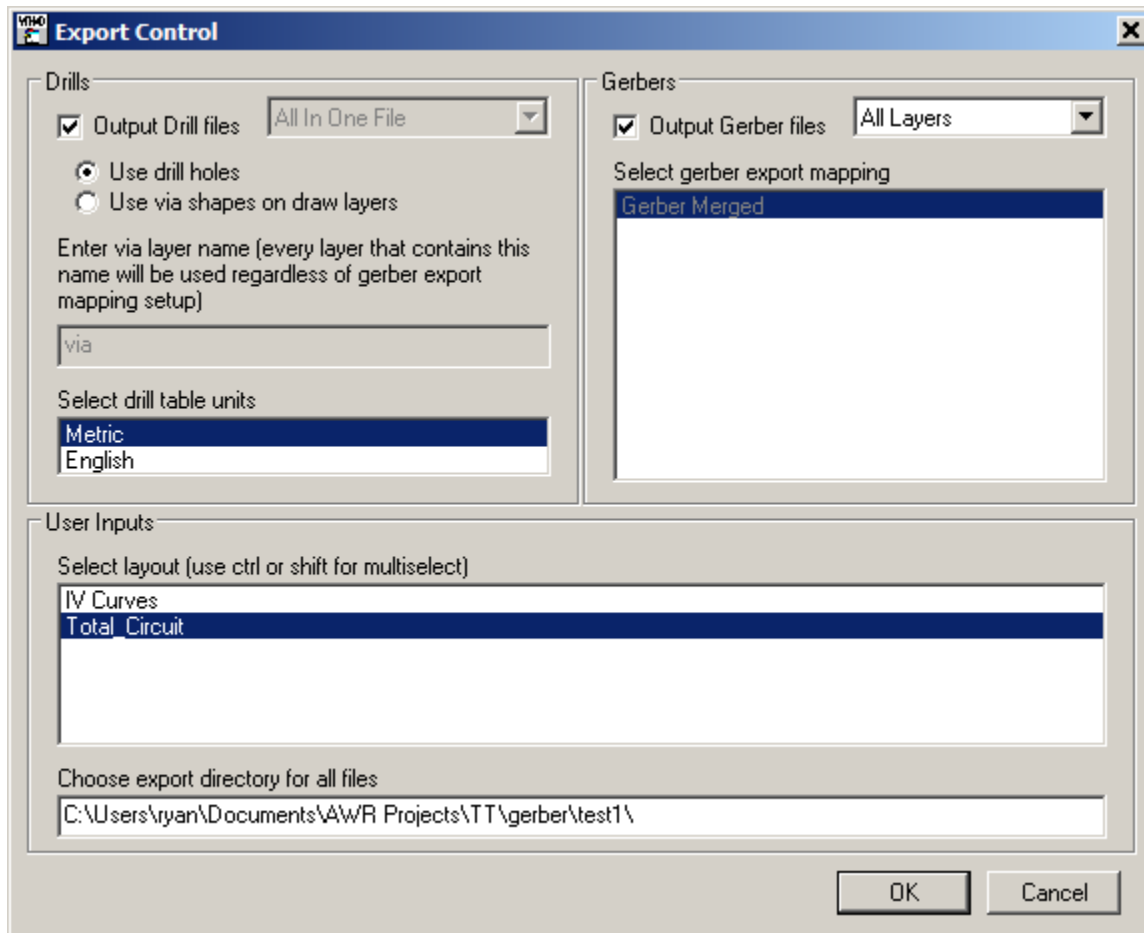 Export Control
Drills
Output Drill files
All In One File
Use drill holes
Use via shapes on draw layers
Enter via layer name (every layer that contains this
name will be used regardless of gerber export
mapping setup)
via
Select drill table units
Metric
English
Gerbers
Output Gerber files
All Layers
Select gerber export mapping
Gerber Merged
User Inputs
Select layout (use ctrl or shift for multiselect)
IV Curves
Total_Circuit
Choose export directory for all files
C:\Users\ryan\Documents\AWR Projects\TT\gerber\test1\
OK
Cancel